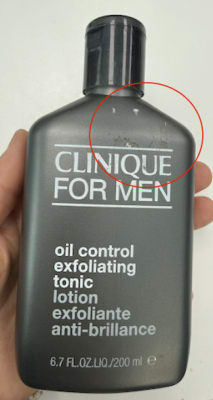 CLINIQUE
FOR MEN
oil control
exfoliating
tonic
lotion
exfoliante
anti-brillance
6.7 FL.OZ.LIQ./200 ml ℮